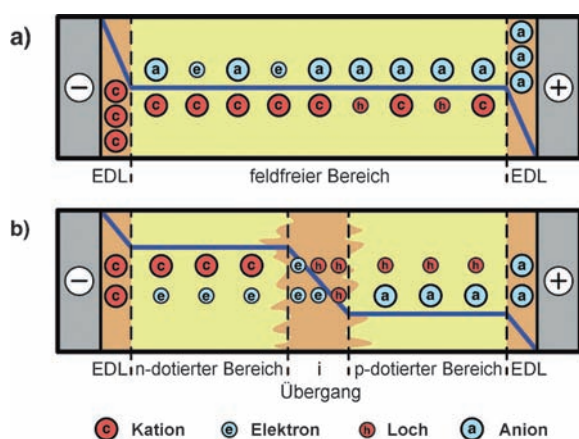 a)
a e a e a a a a a a
a
a
− +
c c c c c c h c h c
c
c
EDL feldfreier Bereich EDL
b)
c c c c e h h h h h a
− +
c e e e e e h a a a a
EDL n-dotierter Bereich i p-dotierter Bereich EDL
Übergang
c Kation e Elektron h Loch a Anion